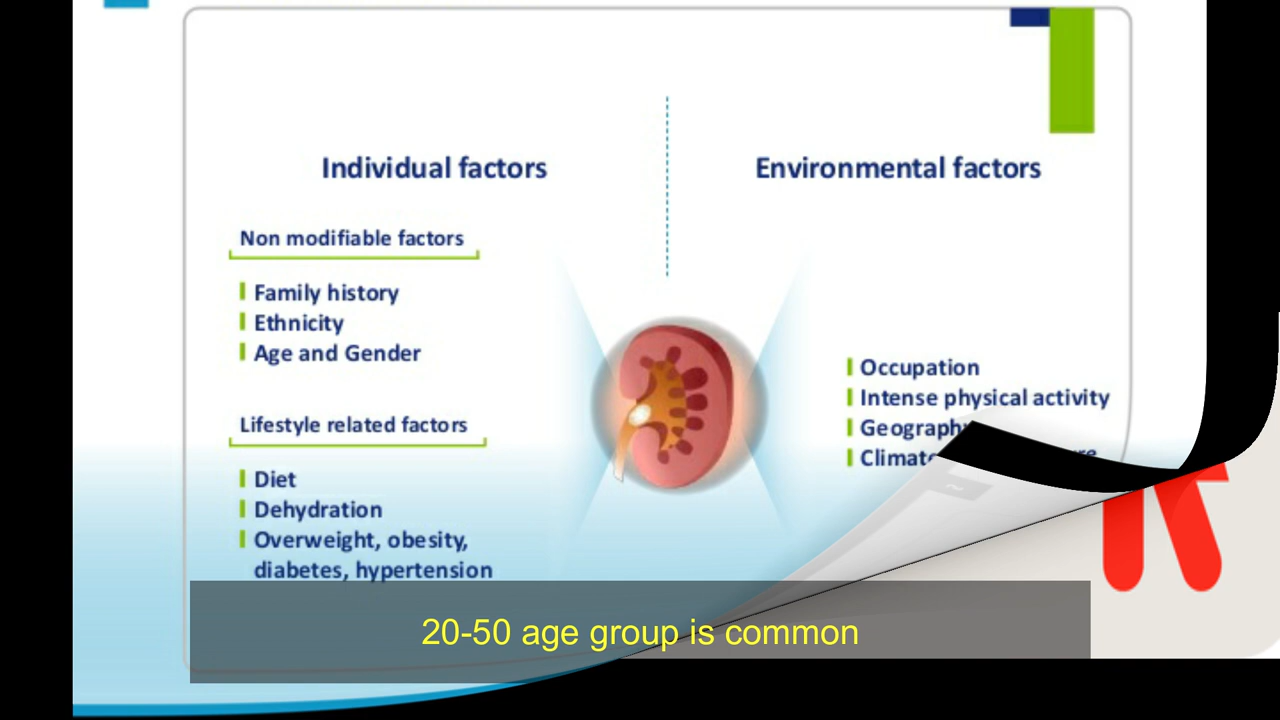 Individual factors
Environmental factors
Non modifiable factors
Family history
Ethnicity
Age and Gender
Lifestyle related factors
Diet
Dehydration
Overweight, obesity,
diabetes, hypertension
Occupation
Intense physical activity
20-50 age group is common